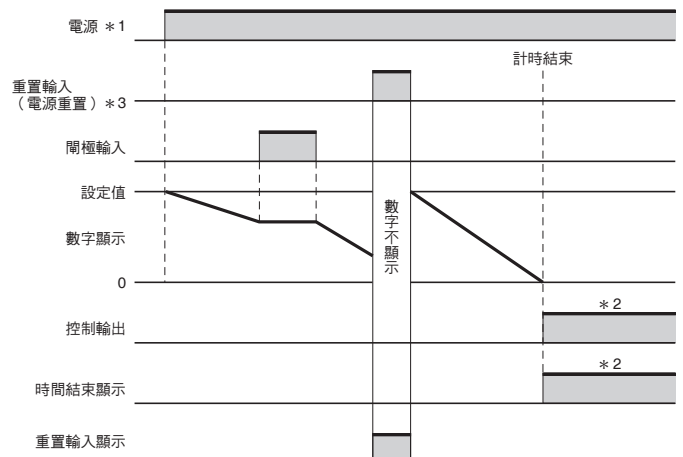 電源 *1
計時結束
重置輸入
(電源重置)*3
閘極輸入
設定值
數字顯示
數字不顯示
0
*2
控制輸出
*2
時間結束顯示
重置輸入顯示